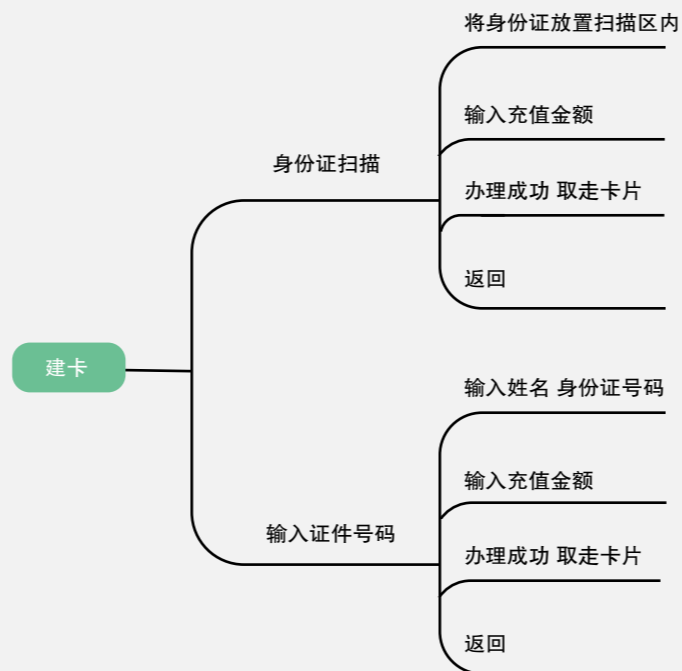 建卡
身份证扫描
将身份证放置扫描区内
输入充值金额
办理成功 取走卡片
返回
输入证件号码
输入姓名 身份证号码
输入充值金额
办理成功 取走卡片
返回